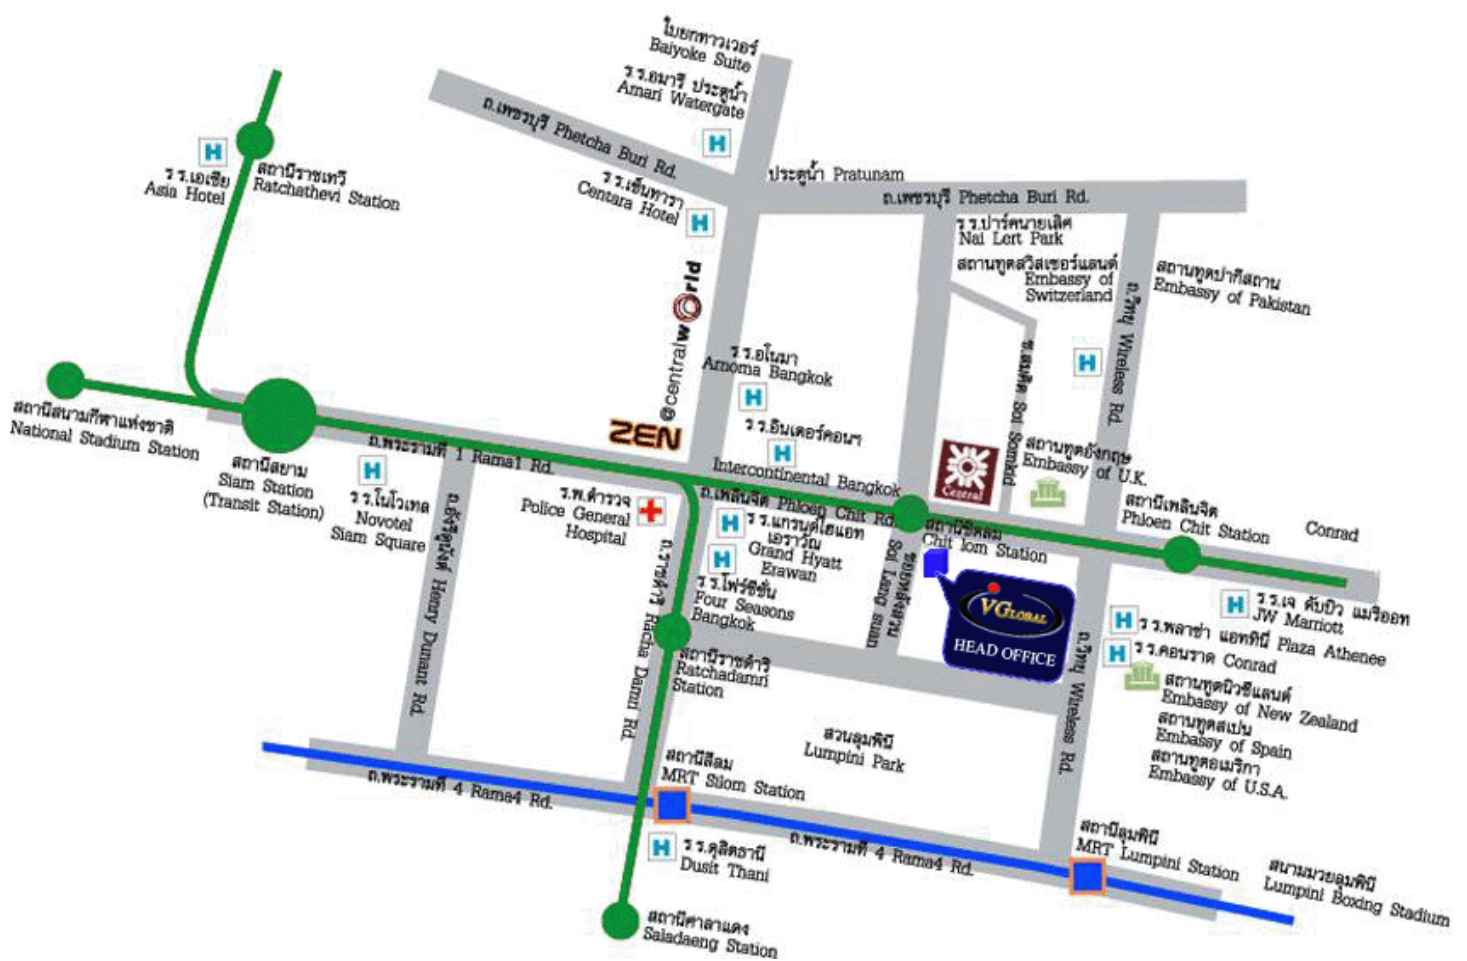 ใบยกทาวเวอร์
Baiyoke Suite
ร.ร.อมารี ประตูน้ำ
Amari Watergate
ถ.เพชรบุรี Phetcha Buri Rd.
ประตูน้ำ Pratunam
ถ.เพชรบุรี Phetcha Buri Rd.
ร.ร.เอเชีย
Asia Hotel
สถานีราชเทวี
Ratchathevi Station
ร.ร.เซ็นทารา
Centara Hotel
ร.ร.ปาร์คนายเลิศ
Nai Lert Park
สถานทูตสวิสเซอร์แลนด์
Embassy of
Switzerland
สถานทูตปากีสถาน
Embassy of Pakistan
ถ.วิทยุ Wireless Rd.
ซ.สมคิด Soi Somkid
@centralworld
ZEN
ร.ร.อโนมา
Arnoma Bangkok
ร.ร.อินเตอร์คอนฯ
Intercontinental Bangkok
สถานีสนามกีฬาแห่งชาติ
National Stadium Station
สถานีสยาม
Siam Station
(Transit Station)
ถ.พระรามที่ 1 Rama1 Rd.
ร.ร.โนโวเทล
Novotel
Siam Square
ถ.อังรีดูนังต์ Henry Dunant Rd.
ร.พ.ตำรวจ
Police General
Hospital
ถ.เพลินจิต Phloen Chit Rd.
ร.ร.แกรนด์ไฮแอท
เอราวัณ
Grand Hyatt
Erawan
ร.ร.โฟร์ซีซั่น
Four Seasons
Bangkok
Central
สถานทูตอังกฤษ
Embassy of U.K.
สถานีชิดลม
Chit lom Station
ซอยหลังสวน
Soi Lang suan
สถานีเพลินจิต
Phloen Chit Station
Conrad
VGLOBAL
HEAD OFFICE
ร.ร.เจ ดับบิว แมริออท
JW Marriott
ร.ร.พลาซ่า แอททินี Plaza Athenee
ร.ร.คอนราด Conrad
สถานทูตนิวซีแลนด์
Embassy of New Zealand
สถานทูตสเปน
Embassy of Spain
สถานทูตอเมริกา
Embassy of U.S.A.
ถ.วิทยุ Wireless Rd.
ถ.ราชดำริ Racha Damri Rd.
สถานีราชดำริ
Ratchadamri
Station
สวนลุมพินี
Lumpini Park
สถานีสีลม
MRT Silom Station
ถ.พระรามที่ 4 Rama4 Rd.
ถ.พระรามที่ 4 Rama4 Rd.
สถานีลุมพินี
MRT Lumpini Station
สนามมวยลุมพินี
Lumpini Boxing Stadium
ร.ร.ดุสิตธานี
Dusit Thani
สถานีศาลาแดง
Saladaeng Station